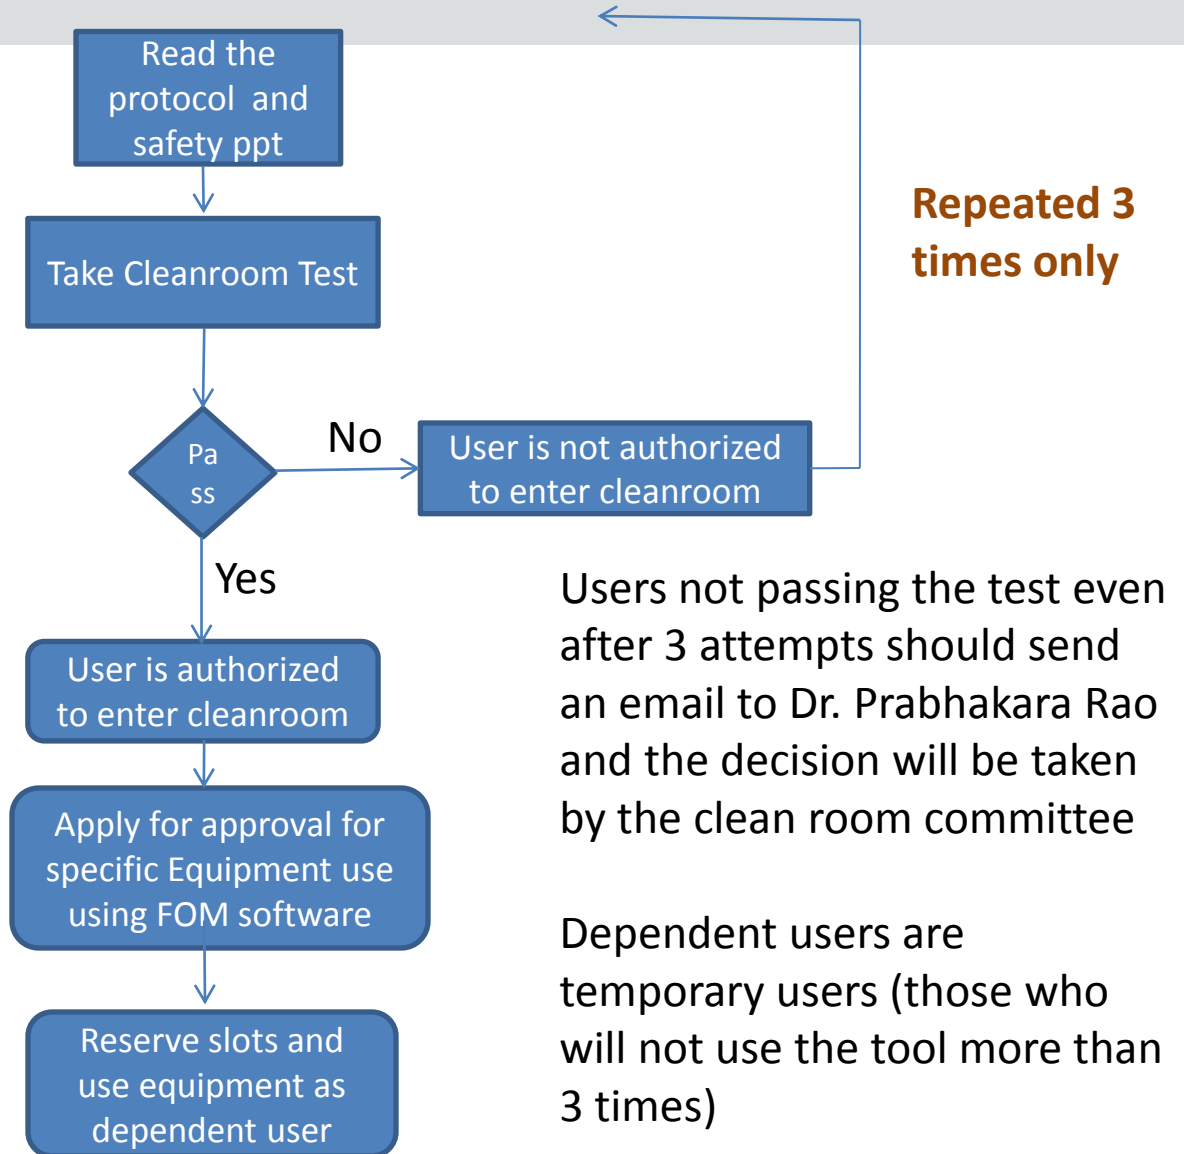 Read the
protocol and
safety ppt
Repeated 3
times only
Take Cleanroom Test
Pa
ss
No
User is not authorized
to enter cleanroom
Yes
User is authorized
to enter cleanroom
Apply for approval for
specific Equipment use
using FOM software
Reserve slots and
use equipment as
dependent user
Users not passing the test even
after 3 attempts should send
an email to Dr. Prabhakara Rao
and the decision will be taken
by the clean room committee
Dependent users are
temporary users (those who
will not use the tool more than
3 times)